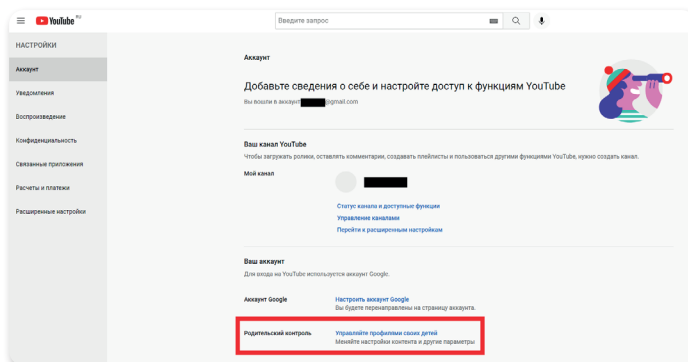 YouTube RU
Введите запрос
НАСТРОЙКИ
Аккаунт
Уведомления
Воспроизведение
Конфиденциальность
Связанные приложения
Расчеты и платежи
Расширенные настройки
Аккаунт
Добавьте сведения о себе и настройте доступ к функциям YouTube
Вы вошли в аккаунт @gmail.com
Ваш канал YouTube
Чтобы загружать ролики, оставлять комментарии, создавать плейлисты и пользоваться другими функциями YouTube, нужно создать канал.
Мой канал
Статус канала и доступные функции
Управление каналами
Перейти к расширенным настройкам
Ваш аккаунт
Для входа на YouTube используется аккаунт Google.
Аккаунт Google Настроить аккаунт Google
Вы будете перенаправлены на страницу аккаунта.
Родительский контроль Управляйте профилями своих детей
Меняйте настройки контента и другие параметры